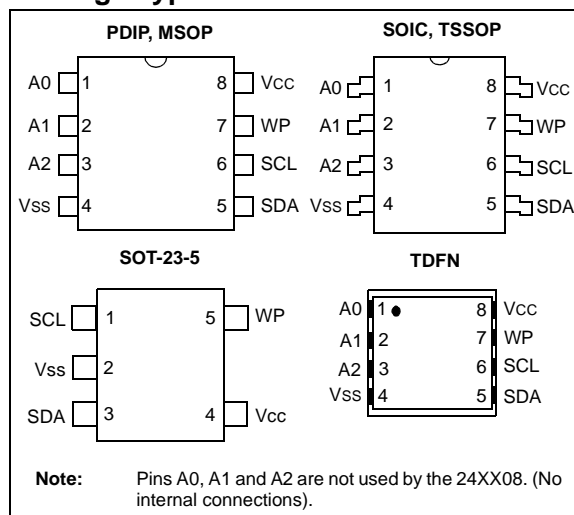 PDIP, MSOP
A0 1 8 VCC
A1 2 7 WP
A2 3 6 SCL
VSS 4 5 SDA
SOIC, TSSOP
A0 1 8 VCC
A1 2 7 WP
A2 3 6 SCL
VSS 4 5 SDA
SOT-23-5
SCL 1 5 WP
Vss 2
SDA 3 4 Vcc
TDFN
A0 1 8 VCC
A1 2 7 WP
A2 3 6 SCL
VSS 4 5 SDA
Note: Pins A0, A1 and A2 are not used by the 24XX08. (No
internal connections).